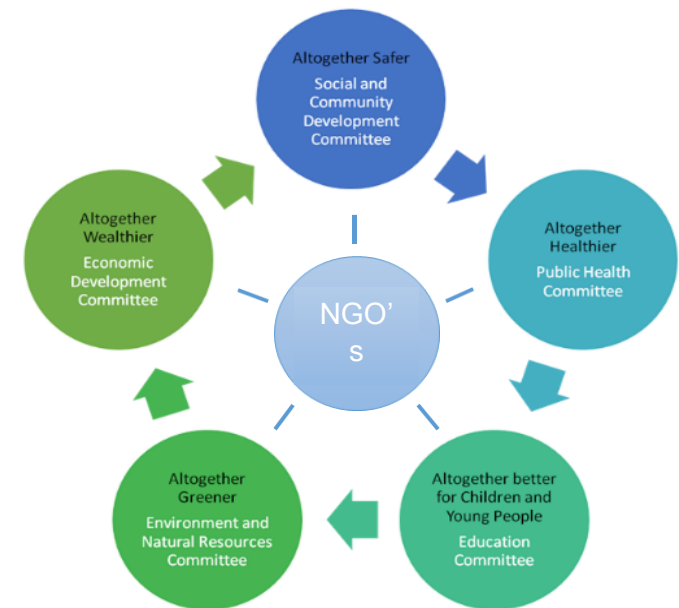 Altogether Safer
Social and
Community
Development
Committee
Altogether
Healthier
Public Health
Committee
Altogether better
for Children and
Young People
Education
Committee
Altogether
Greener
Environment and
Natural Resources
Committee
Altogether
Wealthier
Economic
Development
Committee
NGO’
s